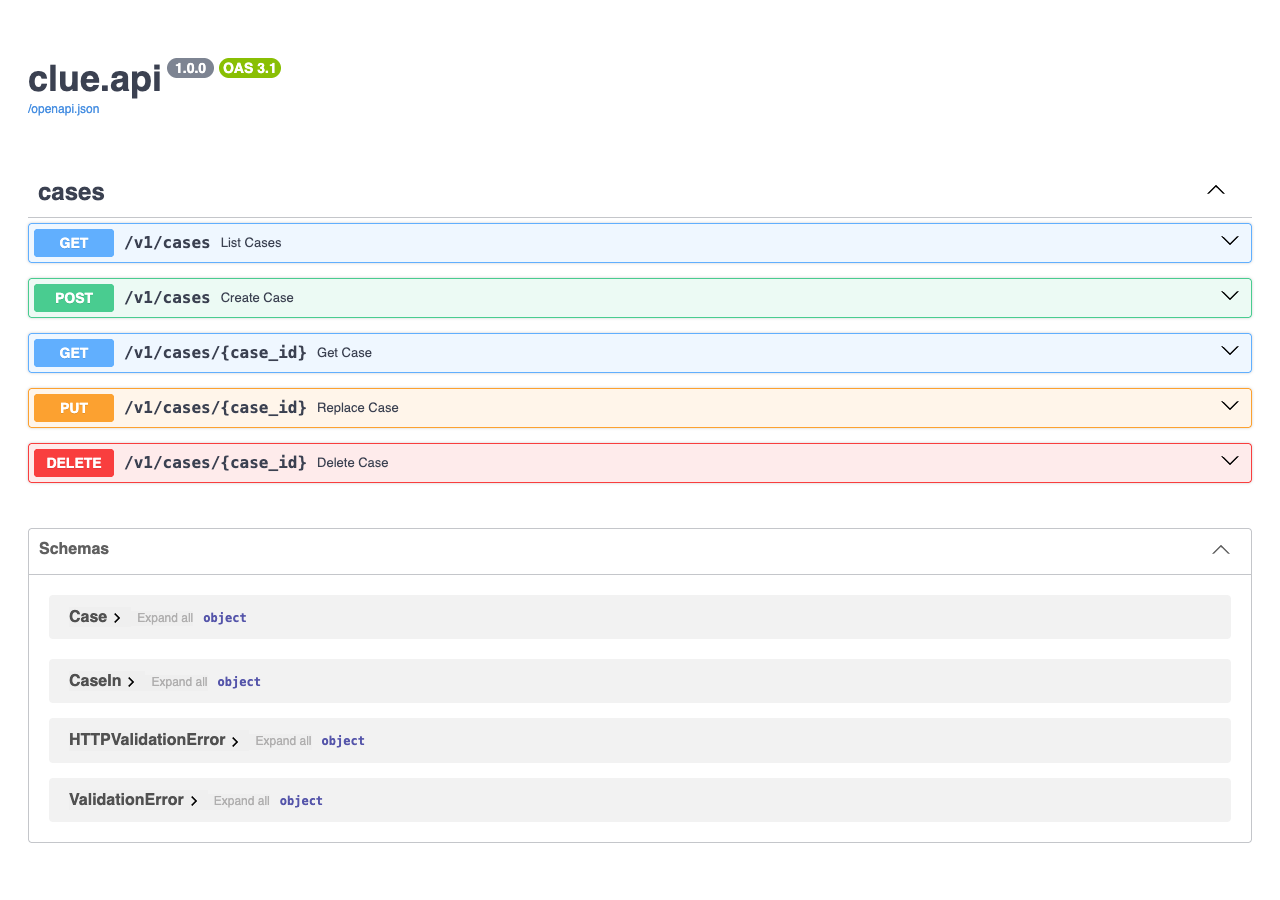 clue.api 1.0.0 OAS 3.1
/openapi.json
cases
GET /v1/cases List Cases
POST /v1/cases Create Case
GET /v1/cases/{case_id} Get Case
PUT /v1/cases/{case_id} Replace Case
DELETE /v1/cases/{case_id} Delete Case
Schemas
Case Expand all object
CaseIn Expand all object
HTTPValidationError Expand all object
ValidationError Expand all object